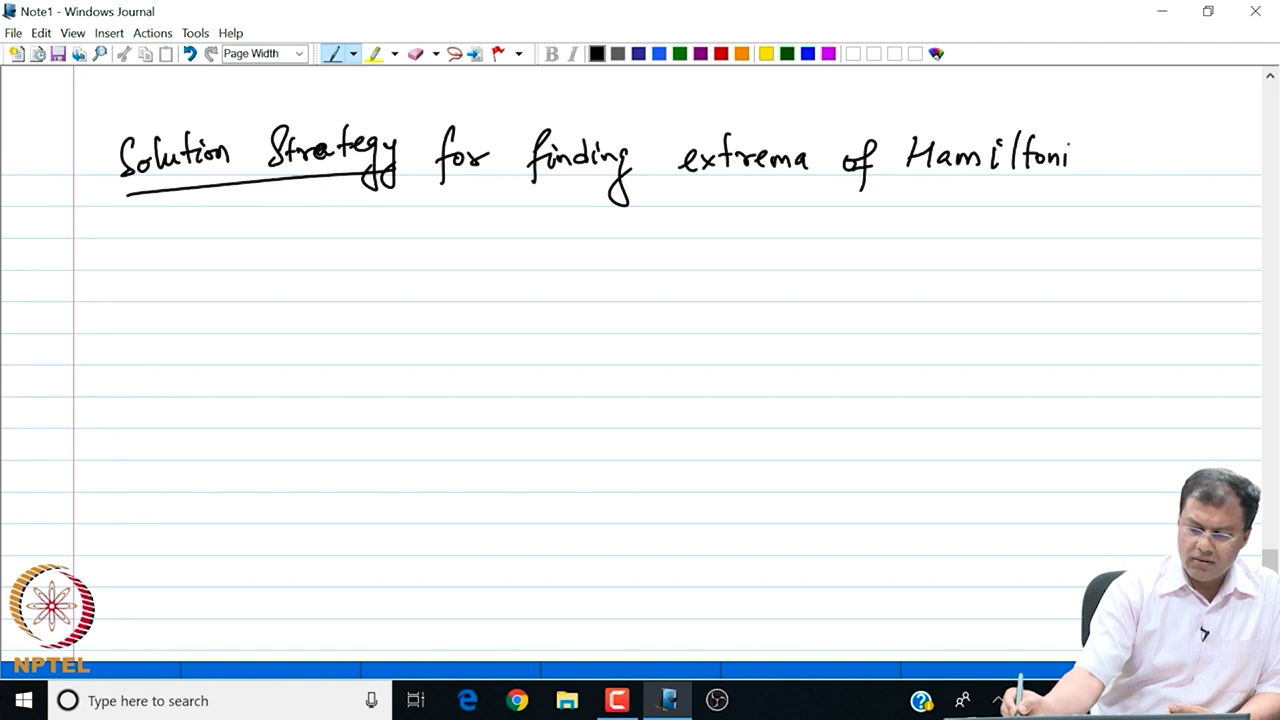 Note1 - Windows Journal
File Edit View Insert Actions Tools Help
Page Width
B I
Solution Strategy for finding extrema of Hamiltoni
NPTEL
Type here to search